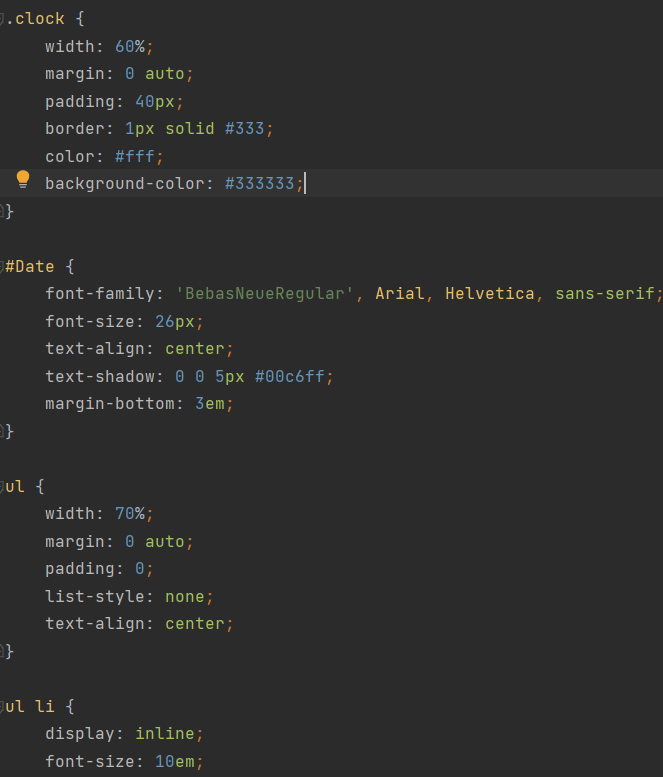 .clock {
    width: 60%;
    margin: 0 auto;
    padding: 40px;
    border: 1px solid #333;
    color: #fff;
    background-color: #333333;
}

#Date {
    font-family: 'BebasNeueRegular', Arial, Helvetica, sans-serif;
    font-size: 26px;
    text-align: center;
    text-shadow: 0 0 5px #00c6ff;
    margin-bottom: 3em;
}

ul {
    width: 70%;
    margin: 0 auto;
    padding: 0;
    list-style: none;
    text-align: center;
}

ul li {
    display: inline;
    font-size: 10em;